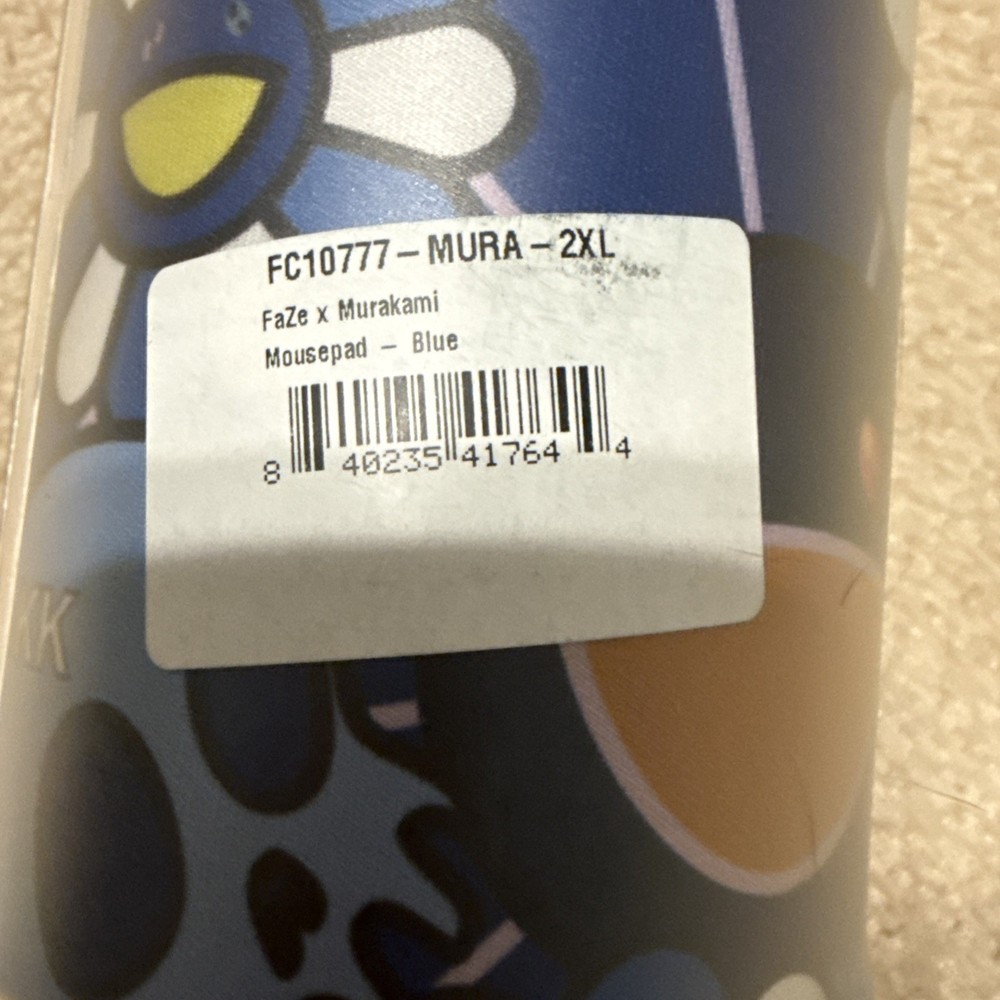 FC10777 – MURA – 2XL
FaZe x Murakami
Mousepad – Blue
8 40235 41764 4